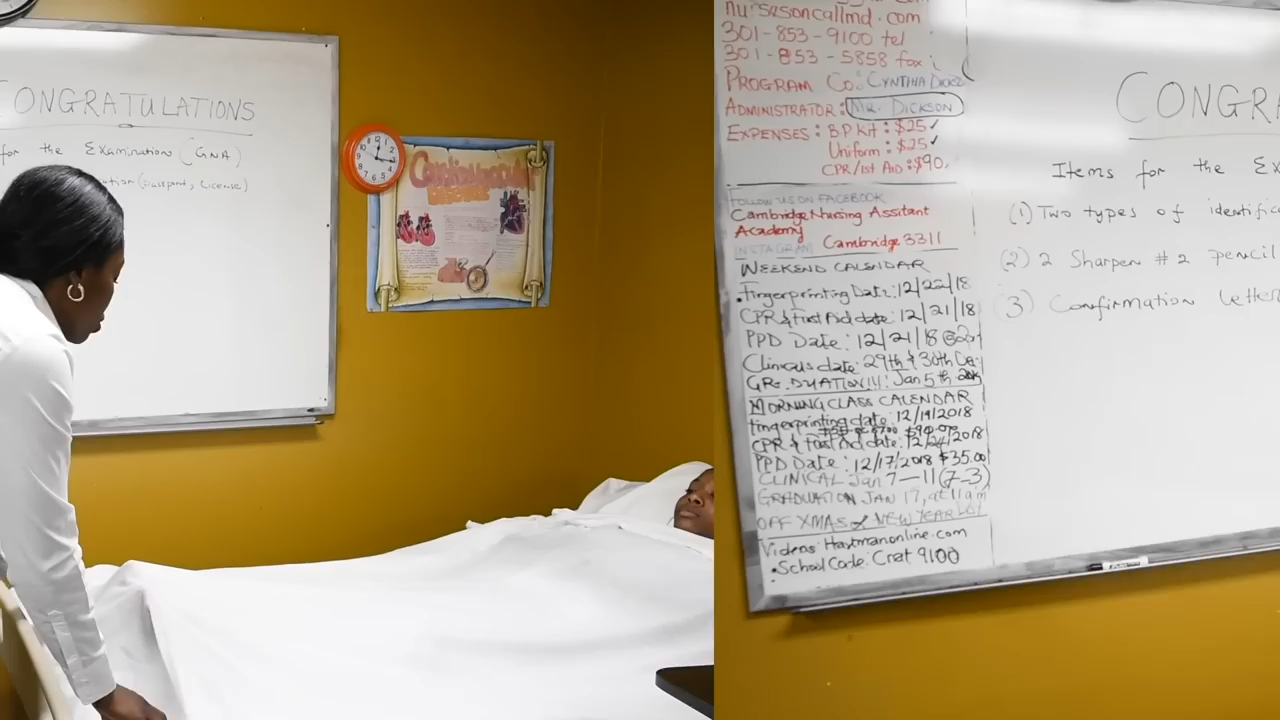 CONGRATULATIONS
for the Examination (GNA)
(Passport, License)
Cardiovascular
nursesoncallmd.com
301-853-9100 tel
301-853-5858 fax
PROGRAM Co: CYNTHIA
ADMINISTRATOR: MR. DICKSON
EXPENSES: B.P Kit: $25 ✓
Uniform: $25 ✓
CPR/1st AID: $90
FOLLOW US ON FACEBOOK
Cambridge Nursing Assistant
Academy
INSTAGRAM Cambridge 3311
WEEKEND CALENDAR
Fingerprinting Date: 12/22/18
CPR & First Aid date: 12/21/18
PPD Date: 12/21/18
Clinicals date: 29th & 30th Dec
GRADUATION!!!: Jan 5th
MORNING CLASS CALENDAR
fingerprinting date: 12/19/2018
CPR & First Aid date: 12/24/2018
PPD Date: 12/17/2018 $35.00
CLINICAL Jan 7-11 (7-3)
GRADUATION JAN 17, at 11am
OFF XMAS & NEW YEAR DAY
Videos: Hartmanonline.com
• School Code: Cnat 9100
CONGRA
Items for the Ex
(1) Two types of identific
(2) 2 Sharpen #2 pencil
(3) Confirmation letter